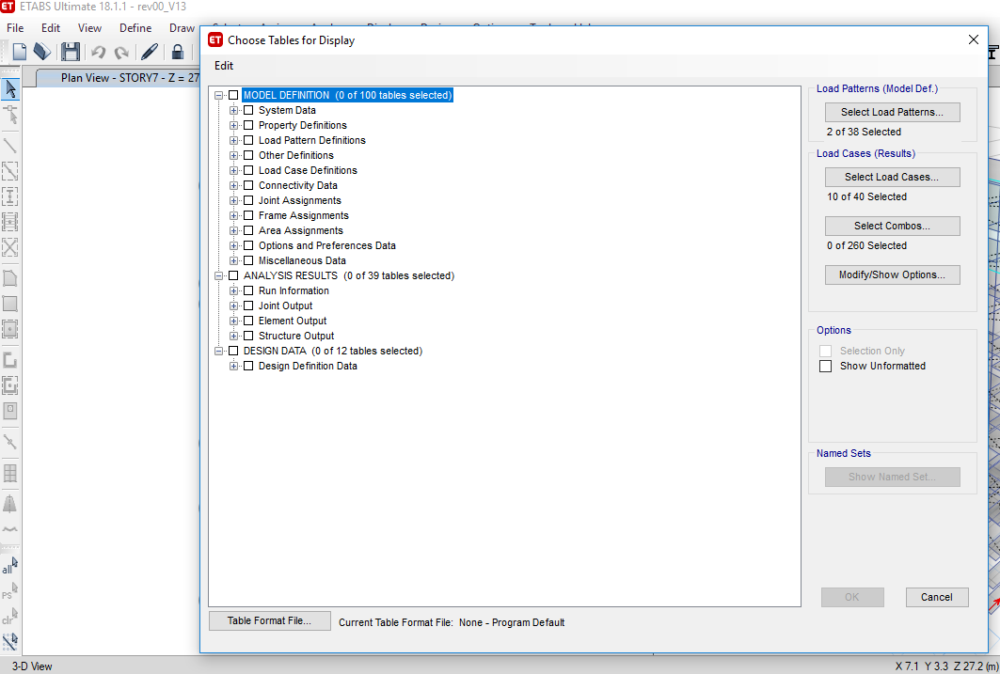 ET ETABS Ultimate 18.1.1 - rev00_V13
File Edit View Define Draw
ET Choose Tables for Display
Edit
Plan View - STORY7 - Z = 27
MODEL DEFINITION (0 of 100 tables selected)
System Data
Property Definitions
Load Pattern Definitions
Other Definitions
Load Case Definitions
Connectivity Data
Joint Assignments
Frame Assignments
Area Assignments
Options and Preferences Data
Miscellaneous Data
ANALYSIS RESULTS (0 of 39 tables selected)
Run Information
Joint Output
Element Output
Structure Output
DESIGN DATA (0 of 12 tables selected)
Design Definition Data
Load Patterns (Model Def.)
Select Load Patterns...
2 of 38 Selected
Load Cases (Results)
Select Load Cases...
10 of 40 Selected
Select Combos...
0 of 260 Selected
Modify/Show Options...
Options
Selection Only
Show Unformatted
Named Sets
Show Named Set...
OK Cancel
Table Format File... Current Table Format File: None - Program Default
all
PS
clr
3-D View X 7.1 Y 3.3 Z 27.2 (m)